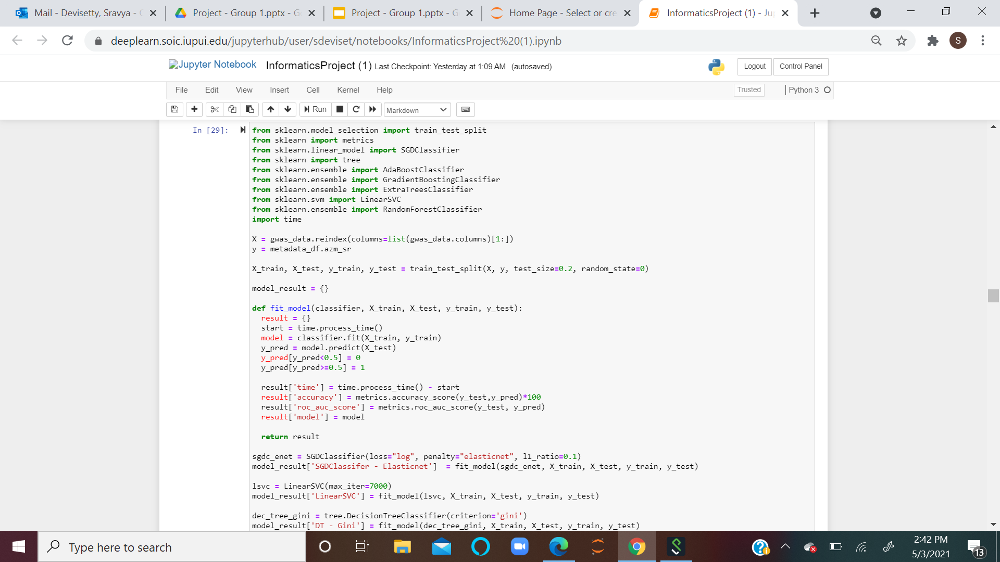 Mail - Devisetty, Sravya -
Project - Group 1.pptx - G
Project - Group 1.pptx - G
Home Page - Select or cre
InformaticsProject (1) - Ju
deeplearn.soic.iupui.edu/jupyterhub/user/sdeviset/notebooks/InformaticsProject%20(1).ipynb
S
Jupyter Notebook InformaticsProject (1) Last Checkpoint: Yesterday at 1:09 AM (autosaved)
Logout Control Panel
File Edit View Insert Cell Kernel Help Trusted Python 3
Run Markdown
In [29]:
from sklearn.model_selection import train_test_split
from sklearn import metrics
from sklearn.linear_model import SGDClassifier
from sklearn import tree
from sklearn.ensemble import AdaBoostClassifier
from sklearn.ensemble import GradientBoostingClassifier
from sklearn.ensemble import ExtraTreesClassifier
from sklearn.svm import LinearSVC
from sklearn.ensemble import RandomForestClassifier
import time
X = gwas_data.reindex(columns=list(gwas_data.columns)[1:])
y = metadata_df.azm_sr
X_train, X_test, y_train, y_test = train_test_split(X, y, test_size=0.2, random_state=0)
model_result = {}
def fit_model(classifier, X_train, X_test, y_train, y_test):
  result = {}
  start = time.process_time()
  model = classifier.fit(X_train, y_train)
  y_pred = model.predict(X_test)
  y_pred[y_pred<0.5] = 0
  y_pred[y_pred>=0.5] = 1
  result['time'] = time.process_time() - start
  result['accuracy'] = metrics.accuracy_score(y_test,y_pred)*100
  result['roc_auc_score'] = metrics.roc_auc_score(y_test, y_pred)
  result['model'] = model
  return result
sgdc_enet = SGDClassifier(loss="log", penalty="elasticnet", l1_ratio=0.1)
model_result['SGDClassifer - Elasticnet']  = fit_model(sgdc_enet, X_train, X_test, y_train, y_test)
lsvc = LinearSVC(max_iter=7000)
model_result['LinearSVC'] = fit_model(lsvc, X_train, X_test, y_train, y_test)
dec_tree_gini = tree.DecisionTreeClassifier(criterion='gini')
model_result['DT - Gini'] = fit_model(dec_tree_gini, X_train, X_test, y_train, y_test)
Type here to search
2:42 PM
5/3/2021
13